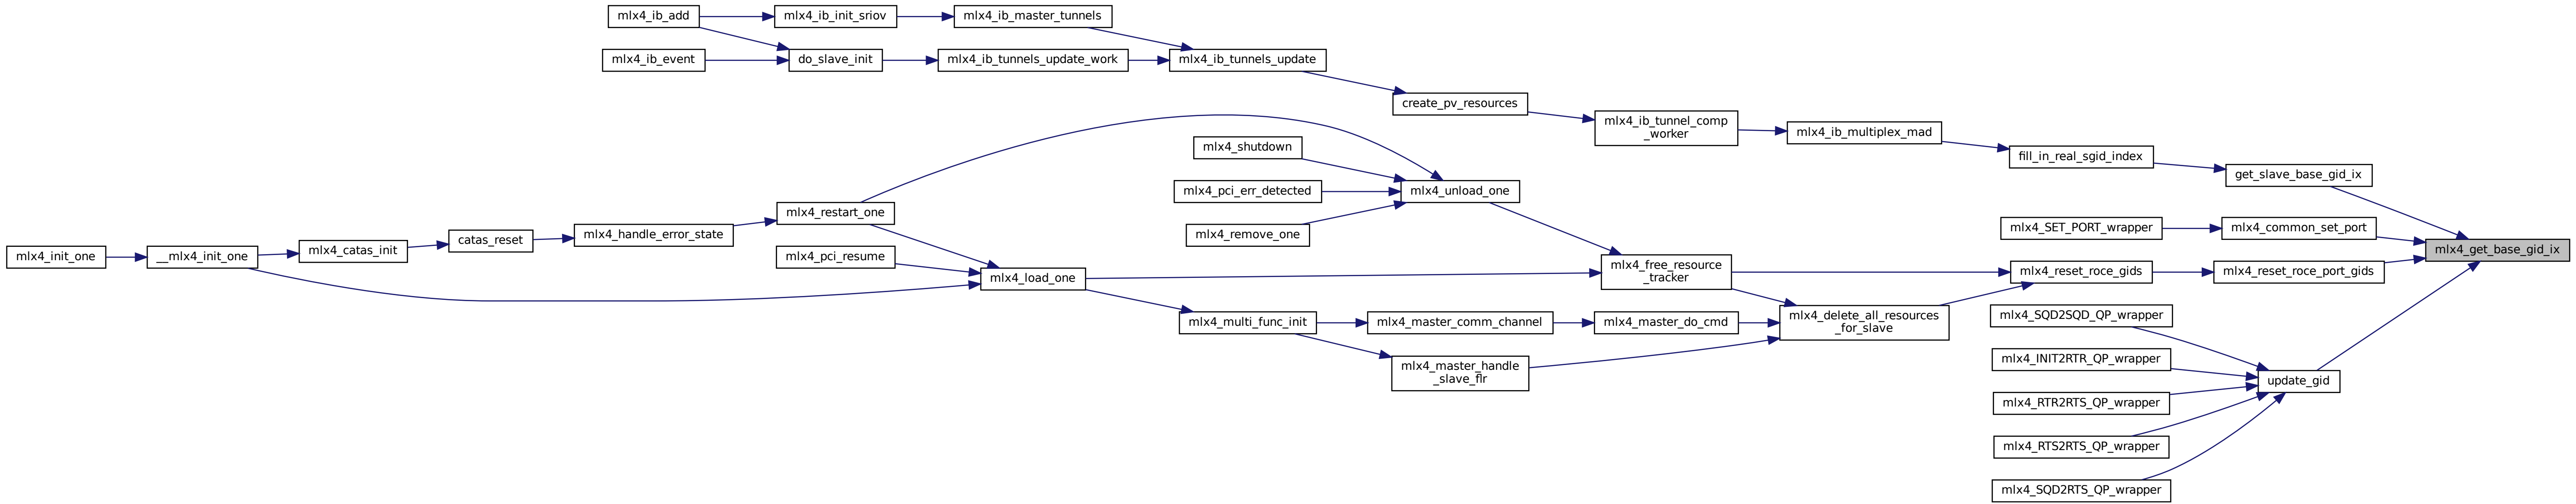 mlx4_ib_add
mlx4_ib_init_sriov
mlx4_ib_master_tunnels
mlx4_ib_event
do_slave_init
mlx4_ib_tunnels_update_work
mlx4_ib_tunnels_update
create_pv_resources
mlx4_ib_tunnel_comp
_worker
mlx4_ib_multiplex_mad
fill_in_real_sgid_index
get_slave_base_gid_ix
mlx4_shutdown
mlx4_pci_err_detected
mlx4_unload_one
mlx4_remove_one
mlx4_restart_one
mlx4_handle_error_state
catas_reset
mlx4_catas_init
__mlx4_init_one
mlx4_init_one
mlx4_pci_resume
mlx4_load_one
mlx4_free_resource
_tracker
mlx4_SET_PORT_wrapper
mlx4_common_set_port
mlx4_get_base_gid_ix
mlx4_reset_roce_gids
mlx4_reset_roce_port_gids
mlx4_multi_func_init
mlx4_master_comm_channel
mlx4_master_do_cmd
mlx4_delete_all_resources
_for_slave
mlx4_master_handle
_slave_flr
mlx4_SQD2SQD_QP_wrapper
mlx4_INIT2RTR_QP_wrapper
update_gid
mlx4_RTR2RTS_QP_wrapper
mlx4_RTS2RTS_QP_wrapper
mlx4_SQD2RTS_QP_wrapper